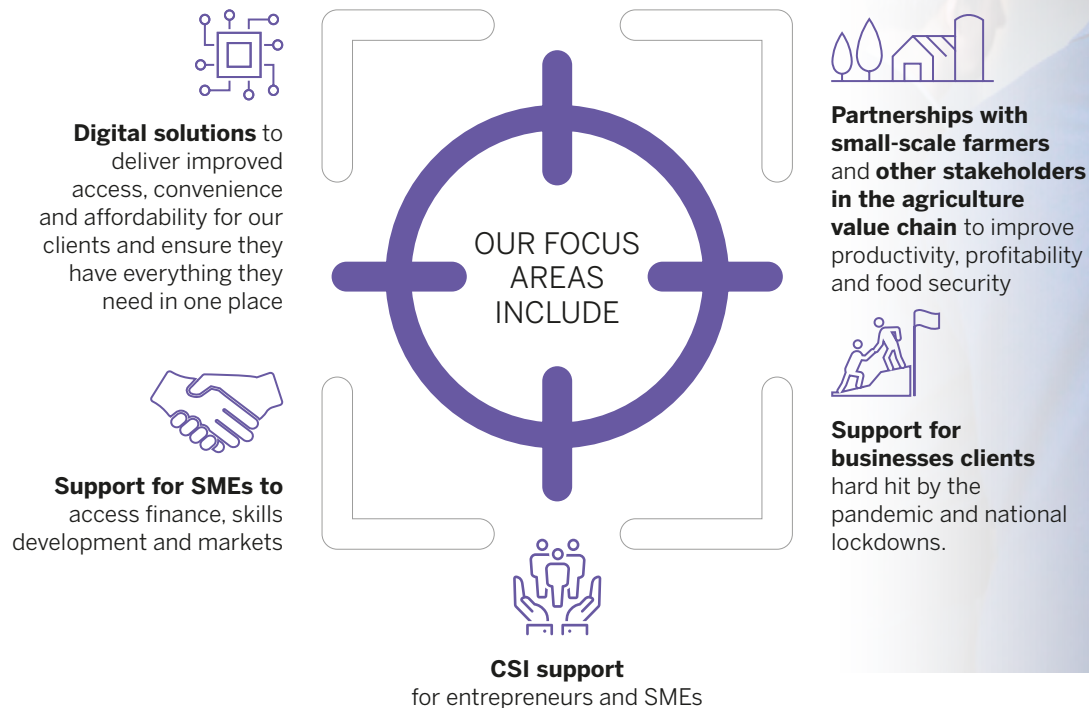 OUR FOCUS
AREAS
INCLUDE
Digital solutions to
deliver improved
access, convenience
and affordability for our
clients and ensure they
have everything they
need in one place
Partnerships with
small-scale farmers
and other stakeholders
in the agriculture
value chain to improve
productivity, profitability
and food security
Support for SMEs to
access finance, skills
development and markets
Support for
businesses clients
hard hit by the
pandemic and national
lockdowns.
CSI support
for entrepreneurs and SMEs